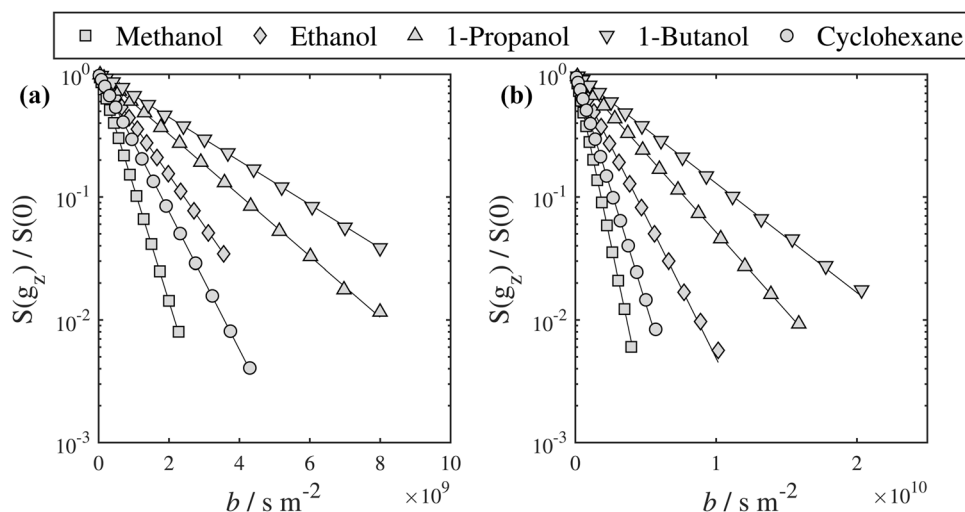 Methanol Ethanol 1-Propanol 1-Butanol Cyclohexane
(a)
S(g_z) / S(0)
10^0
10^-1
10^-2
10^-3
0 2 4 6 8 10
b / s m^-2
×10^9
(b)
S(g_z) / S(0)
10^0
10^-1
10^-2
10^-3
0 1 2
b / s m^-2
×10^10